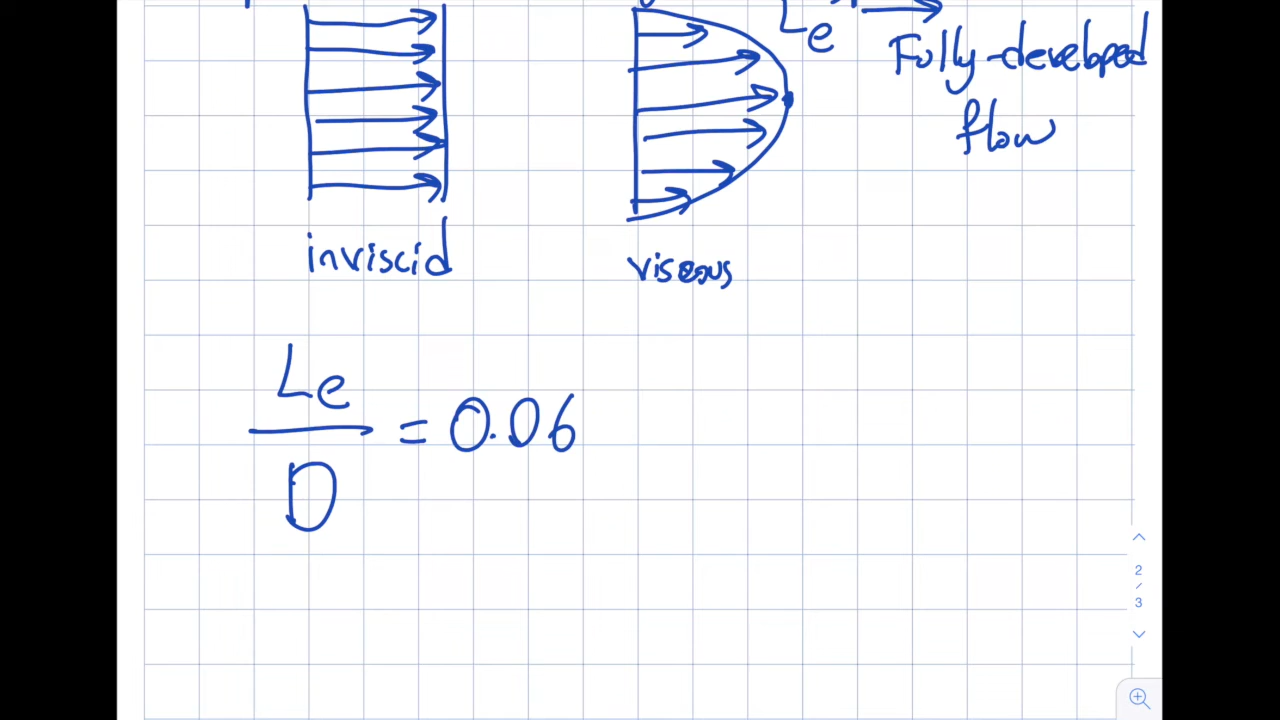 Le
Fully-developed
flow
inviscid
viscous
Le
— = 0.06
D
2
/
3